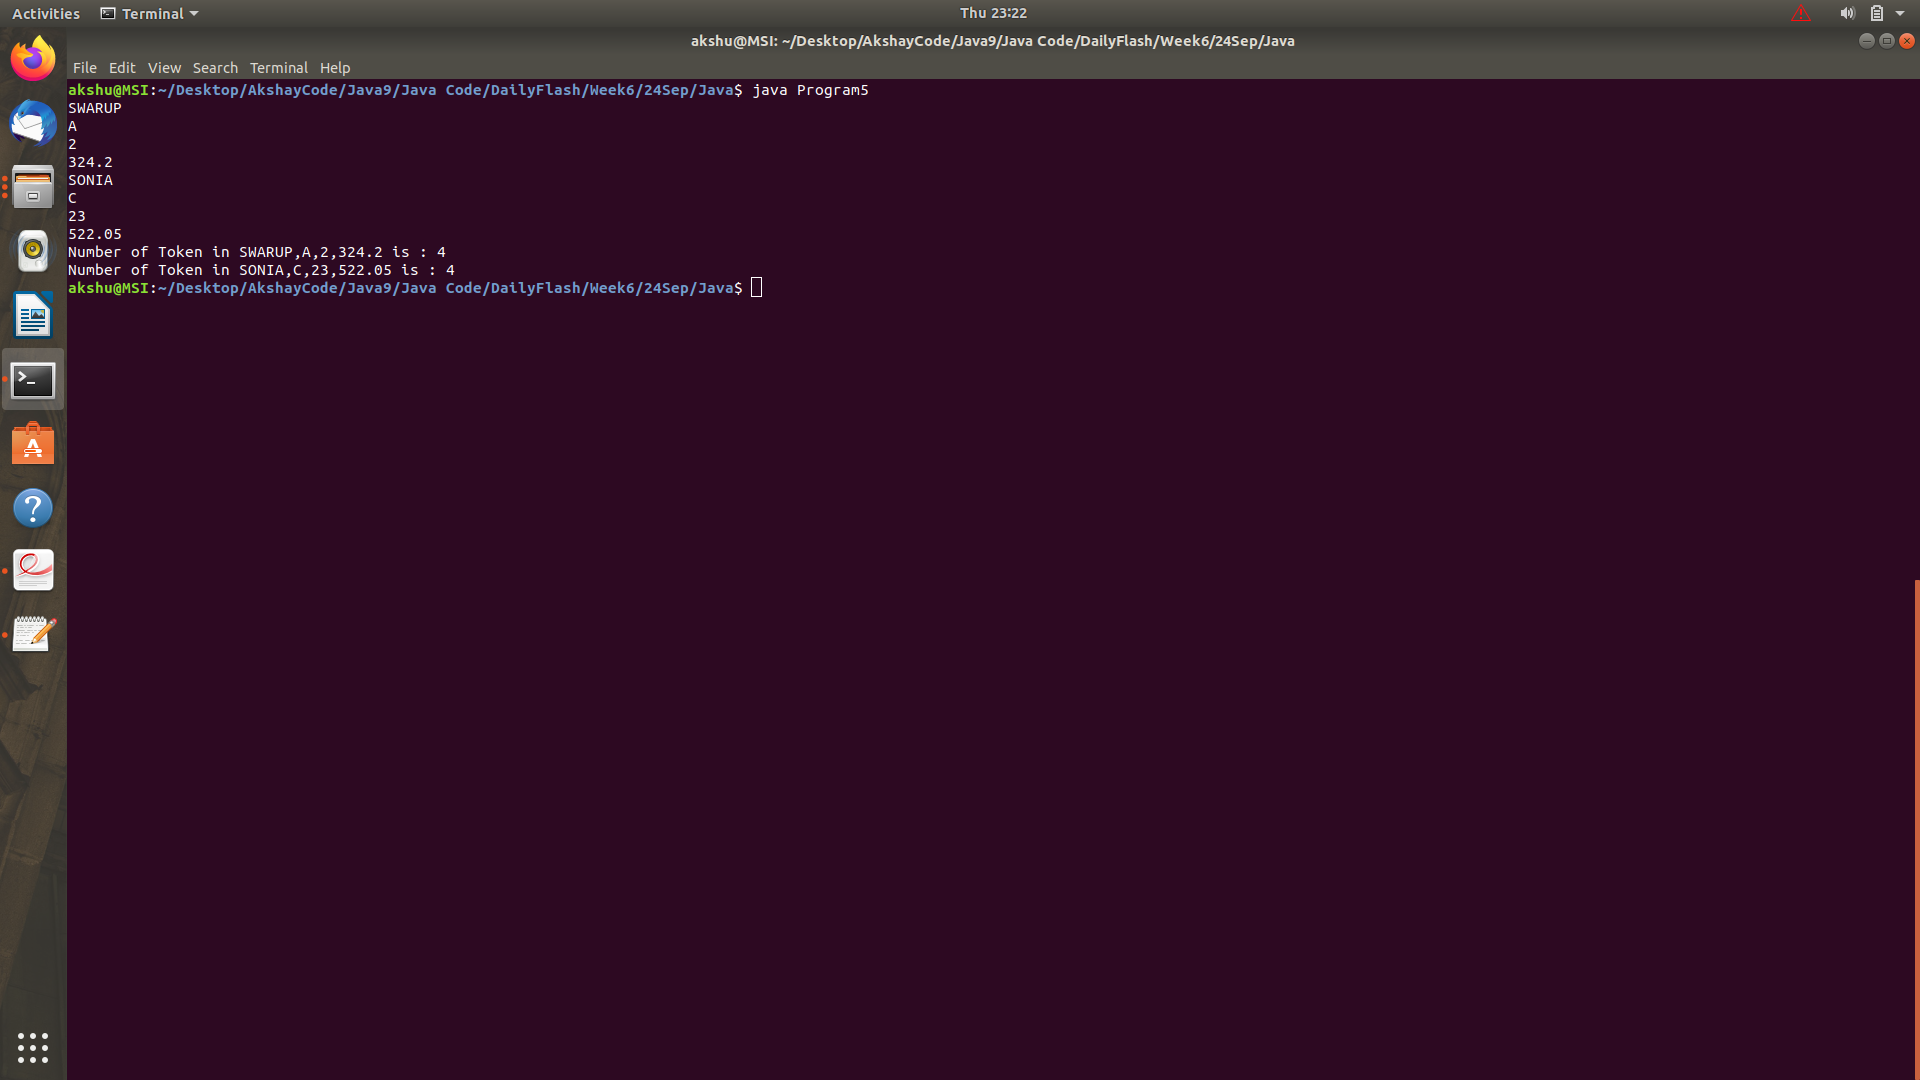 Activities Terminal Thu 23:22
akshu@MSI: ~/Desktop/AkshayCode/Java9/Java Code/DailyFlash/Week6/24Sep/Java
File Edit View Search Terminal Help
akshu@MSI:~/Desktop/AkshayCode/Java9/Java Code/DailyFlash/Week6/24Sep/Java$ java Program5
SWARUP
A
2
324.2
SONIA
C
23
522.05
Number of Token in SWARUP,A,2,324.2 is : 4
Number of Token in SONIA,C,23,522.05 is : 4
akshu@MSI:~/Desktop/AkshayCode/Java9/Java Code/DailyFlash/Week6/24Sep/Java$